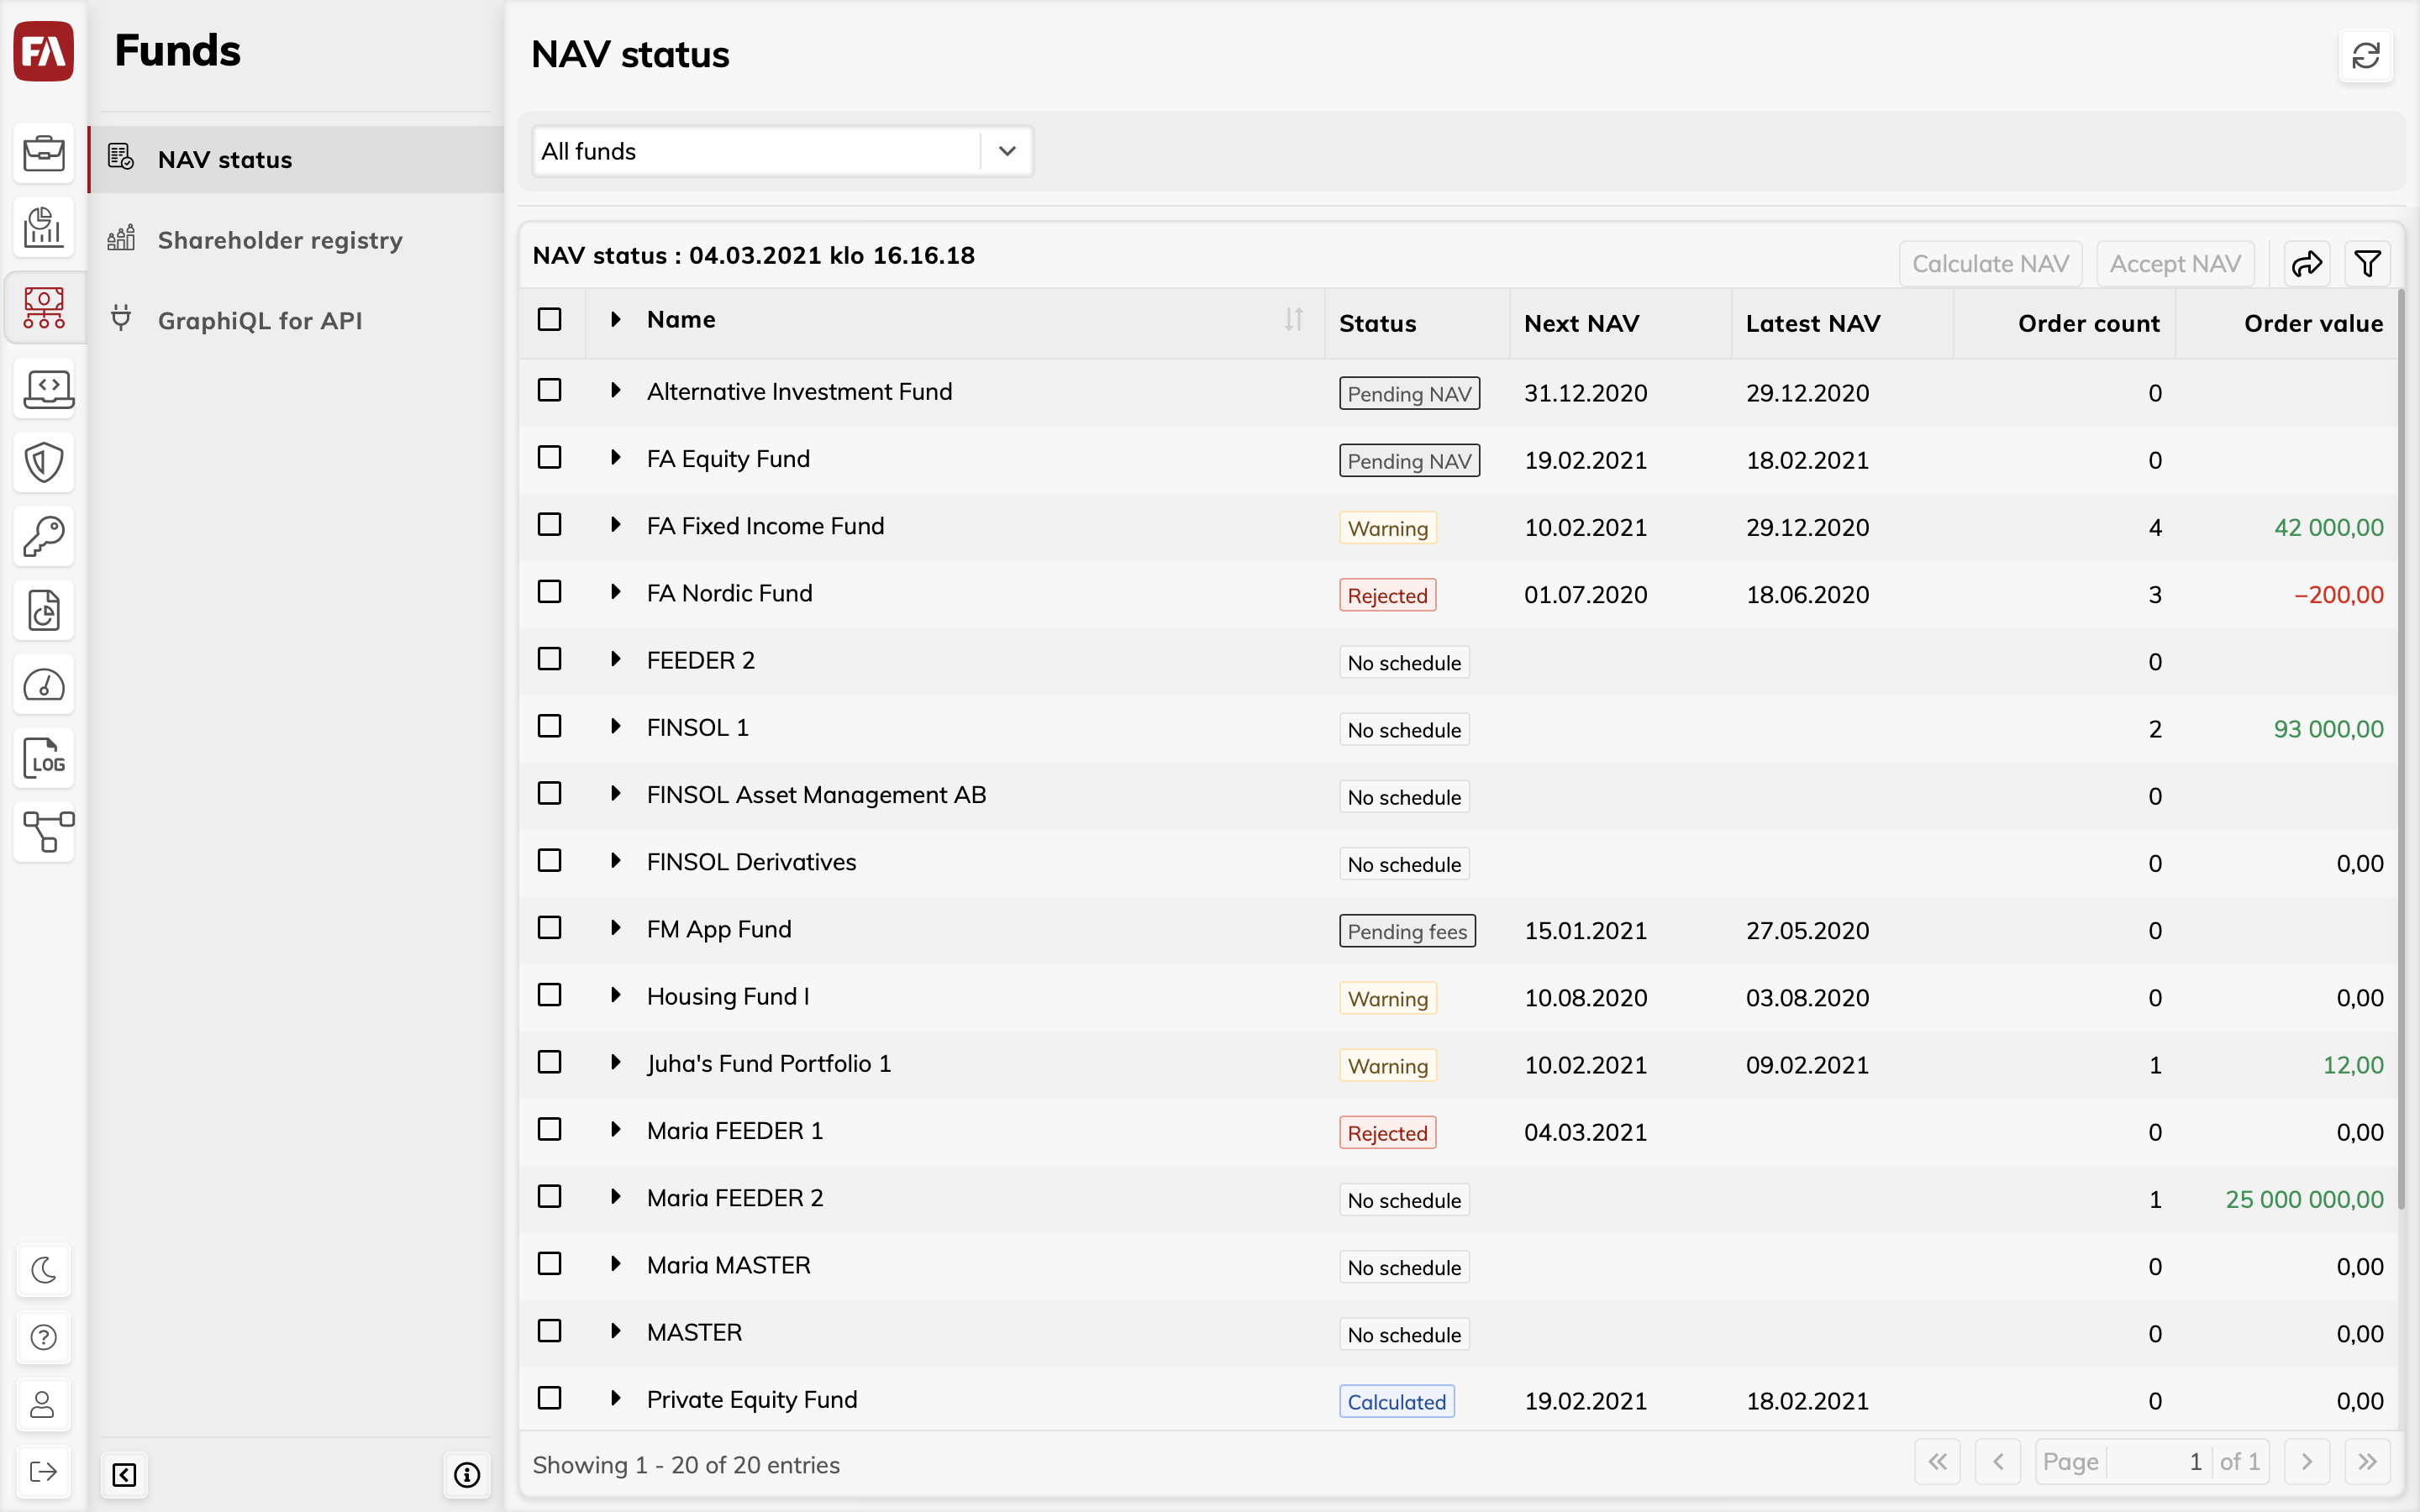 FA
Funds
NAV status
Shareholder registry
GraphiQL for API
LOG
NAV status
All funds
NAV status : 04.03.2021 klo 16.16.18
Calculate NAV Accept NAV
Name Status Next NAV Latest NAV Order count Order value
Alternative Investment Fund Pending NAV 31.12.2020 29.12.2020 0
FA Equity Fund Pending NAV 19.02.2021 18.02.2021 0
FA Fixed Income Fund Warning 10.02.2021 29.12.2020 4 42 000,00
FA Nordic Fund Rejected 01.07.2020 18.06.2020 3 −200,00
FEEDER 2 No schedule 0
FINSOL 1 No schedule 2 93 000,00
FINSOL Asset Management AB No schedule 0
FINSOL Derivatives No schedule 0 0,00
FM App Fund Pending fees 15.01.2021 27.05.2020 0
Housing Fund I Warning 10.08.2020 03.08.2020 0 0,00
Juha's Fund Portfolio 1 Warning 10.02.2021 09.02.2021 1 12,00
Maria FEEDER 1 Rejected 04.03.2021 0 0,00
Maria FEEDER 2 No schedule 1 25 000 000,00
Maria MASTER No schedule 0 0,00
MASTER No schedule 0 0,00
Private Equity Fund Calculated 19.02.2021 18.02.2021 0 0,00
Showing 1 - 20 of 20 entries
Page 1 of 1